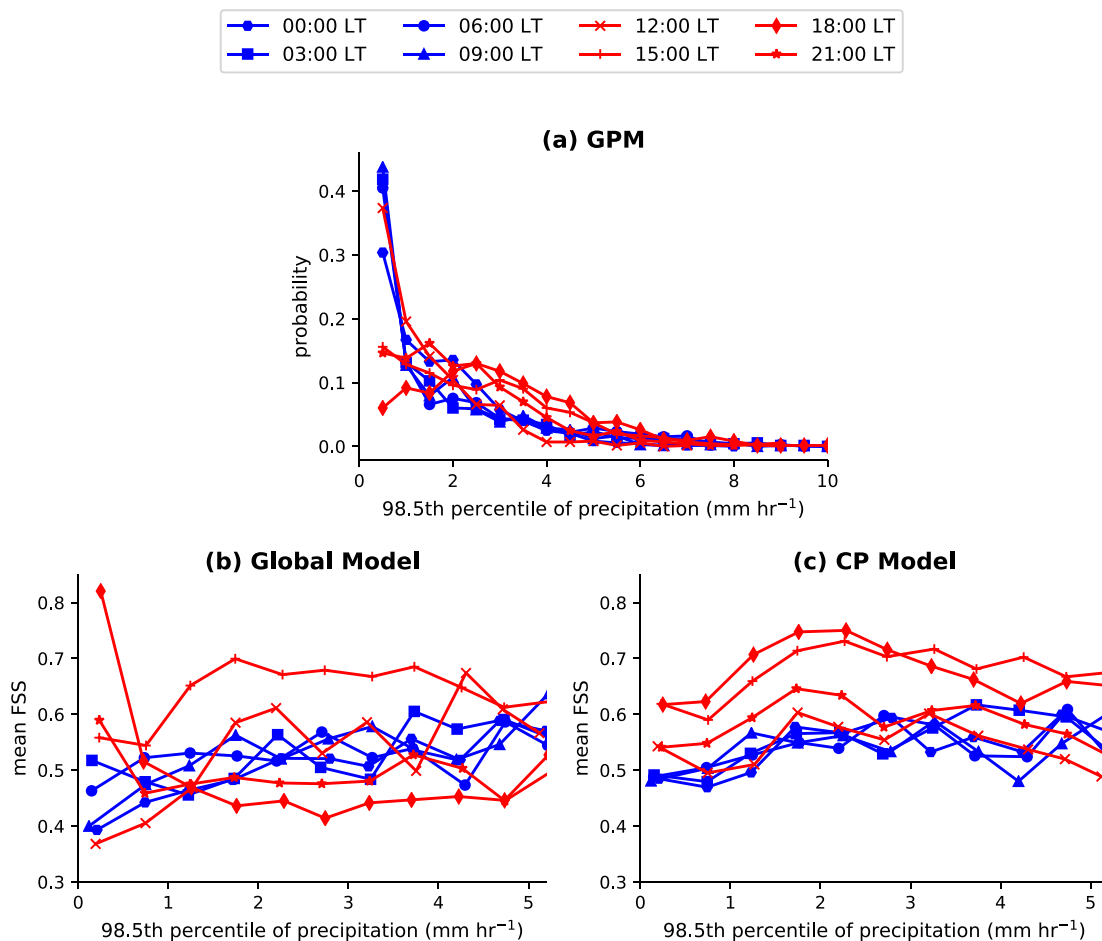 00:00 LT 06:00 LT 12:00 LT 18:00 LT
03:00 LT 09:00 LT 15:00 LT 21:00 LT
(a) GPM
probability
0.4
0.3
0.2
0.1
0.0
0 2 4 6 8 10
98.5th percentile of precipitation (mm hr⁻¹)
(b) Global Model
mean FSS
0.8
0.7
0.6
0.5
0.4
0.3
0 1 2 3 4 5
98.5th percentile of precipitation (mm hr⁻¹)
(c) CP Model
mean FSS
0.8
0.7
0.6
0.5
0.4
0.3
0 1 2 3 4 5
98.5th percentile of precipitation (mm hr⁻¹)